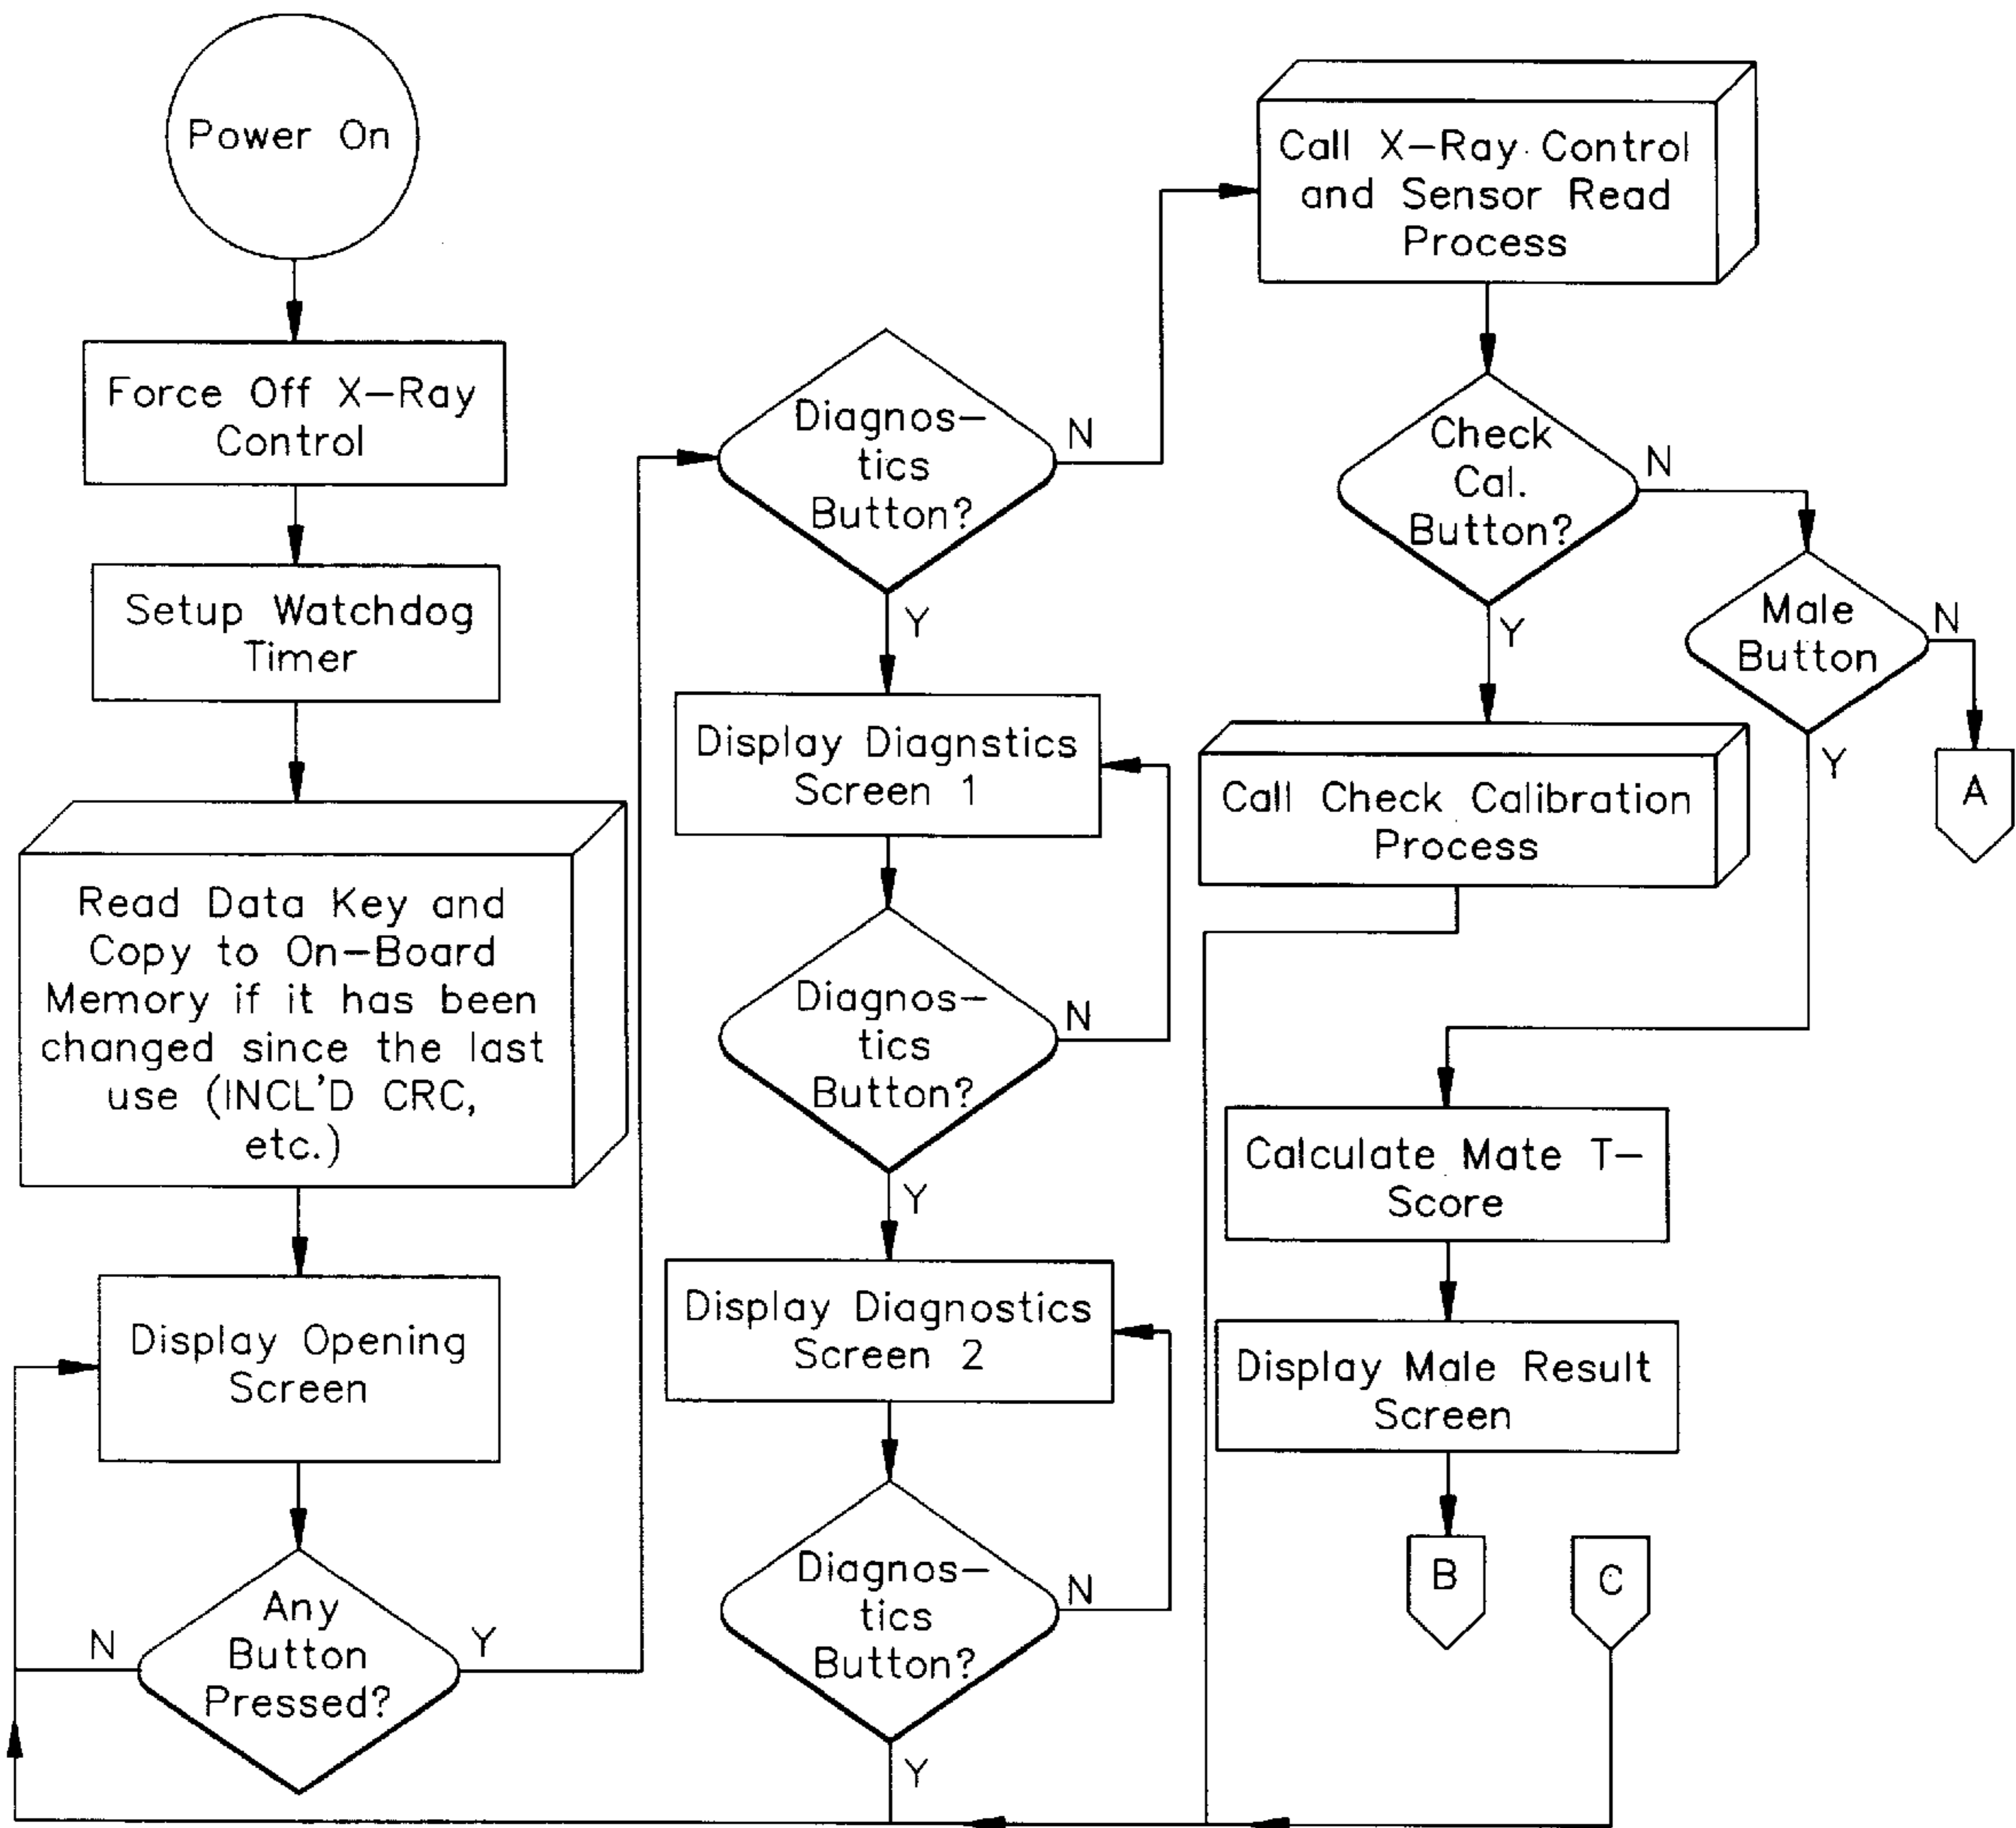 Power On
Force Off X-Ray
Control
Setup Watchdog
Timer
Read Data Key and
Copy to On-Board
Memory if it has been
changed since the last
use (INCL'D CRC,
etc.)
Display Opening
Screen
Any
Button
Pressed?
N
Y
Diagnos-
tics
Button?
N
Y
Display Diagnstics
Screen 1
Diagnos-
tics
Button?
N
Y
Display Diagnostics
Screen 2
Diagnos-
tics
Button?
N
Y
Call X-Ray Control
and Sensor Read
Process
Check
Cal.
Button?
N
Y
Call Check Calibration
Process
Male
Button
N
Y
A
Calculate Mate T-
Score
Display Male Result
Screen
B
C